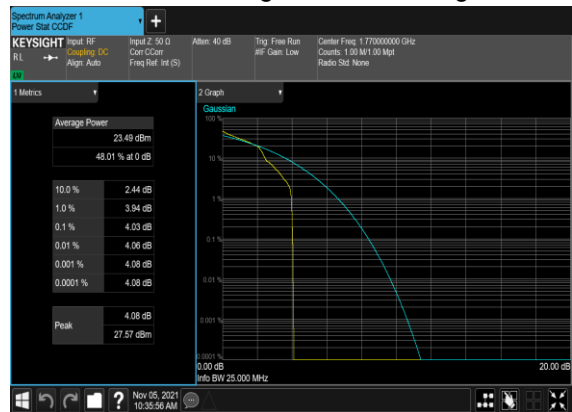 Spectrum Analyzer 1
Power Stat CCDF
+
KEYSIGHT
R L
LXI
Input: RF
Coupling: DC
Align: Auto
Input Z: 50 Ω
Corr CCorr
Freq Ref: Int (S)
Atten: 40 dB
Trig: Free Run
#IF Gain: Low
Center Freq: 1.770000000 GHz
Counts: 1.00 M/1.00 Mpt
Radio Std: None
1 Metrics
Average Power
23.49 dBm
48.01 % at 0 dB
10.0 % 2.44 dB
1.0 % 3.94 dB
0.1 % 4.03 dB
0.01 % 4.06 dB
0.001 % 4.08 dB
0.0001 % 4.08 dB
Peak
4.08 dB
27.57 dBm
2 Graph
Gaussian
100 %
10 %
1 %
0.1 %
0.01 %
0.001 %
0.0001 %
0.00 dB 20.00 dB
Info BW 25.000 MHz
?
Nov 05, 2021
10:35:56 AM